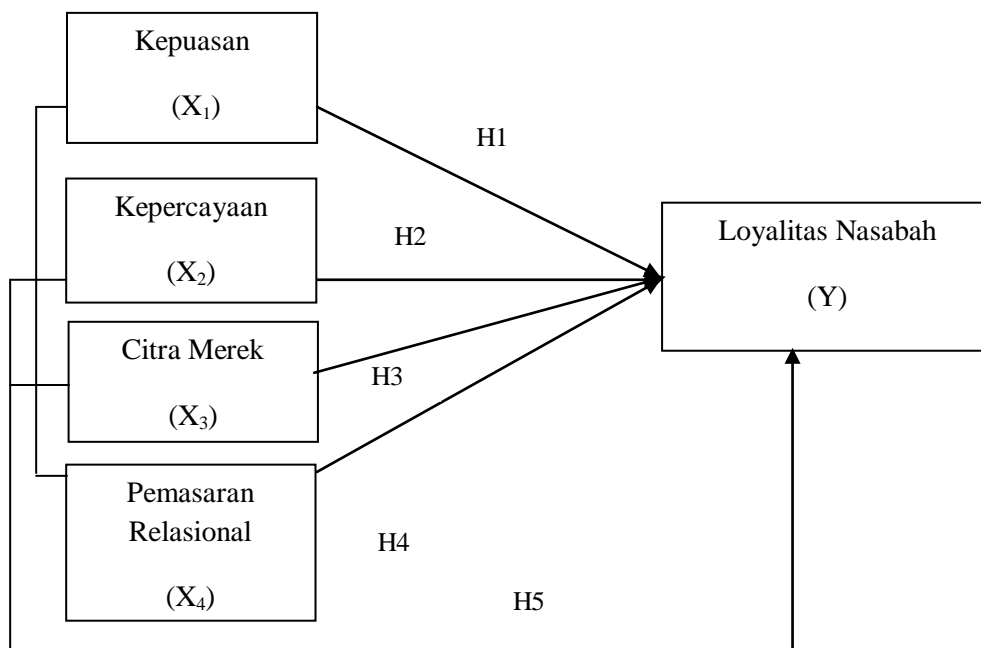 Kepuasan
(X₁)
H1
Kepercayaan
(X₂)
H2
Loyalitas Nasabah
(Y)
Citra Merek
(X₃)
H3
Pemasaran
Relasional
(X₄)
H4
H5